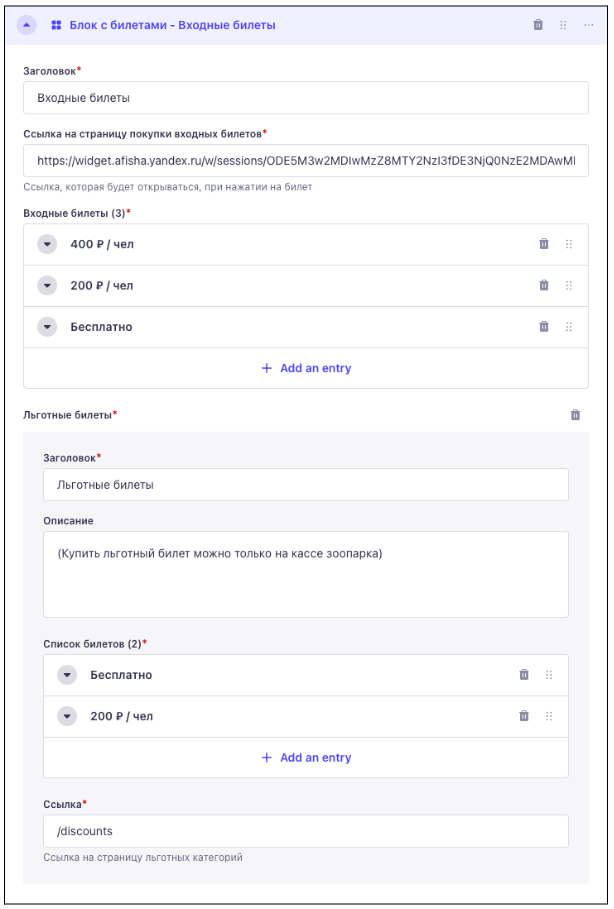 Блок с билетами - Входные билеты
Заголовок*
Входные билеты
Ссылка на страницу покупки входных билетов*
https://widget.afisha.yandex.ru/w/sessions/ODE5M3w2MDIwMzZ8MTY2NzI3fDE3NjQ0NzE2MDAwMI
Ссылка, которая будет открываться, при нажатии на билет
Входные билеты (3)*
400 ₽ / чел
200 ₽ / чел
Бесплатно
+ Add an entry
Льготные билеты*
Заголовок*
Льготные билеты
Описание
(Купить льготный билет можно только на кассе зоопарка)
Список билетов (2)*
Бесплатно
200 ₽ / чел
+ Add an entry
Ссылка*
/discounts
Ссылка на страницу льготных категорий